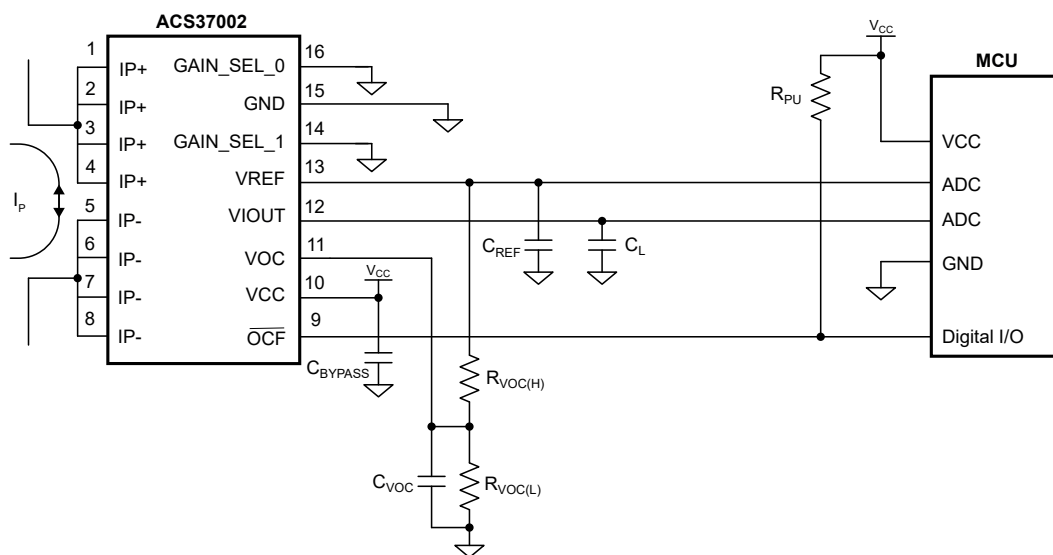 ACS37002
1 IP+ GAIN_SEL_0 16
2 IP+ GND 15
3 IP+ GAIN_SEL_1 14
4 IP+ VREF 13
5 IP- VIOUT 12
6 IP- VOC 11
7 IP- VCC 10
8 IP- OCF 9
I_P
V_CC
C_BYPASS
C_REF
C_L
R_VOC(H)
C_VOC
R_VOC(L)
V_CC
R_PU
MCU
VCC
ADC
ADC
GND
Digital I/O